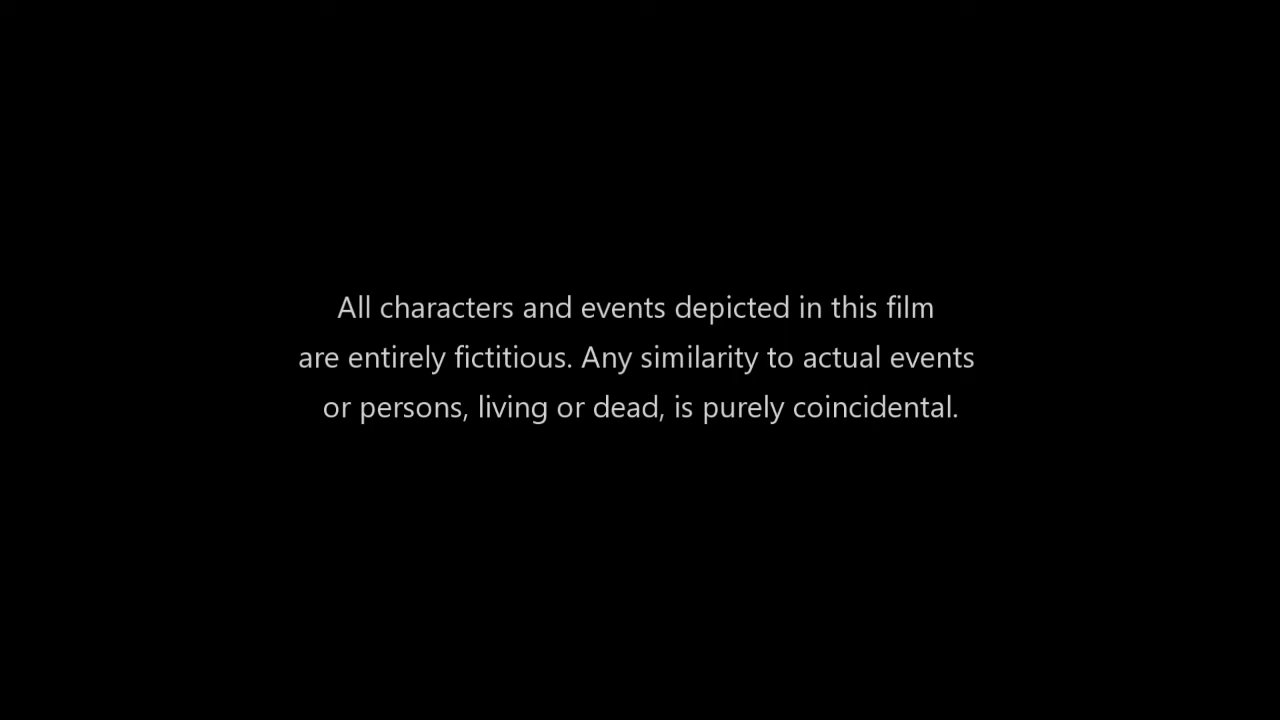 All characters and events depicted in this film
are entirely fictitious. Any similarity to actual events
or persons, living or dead, is purely coincidental.